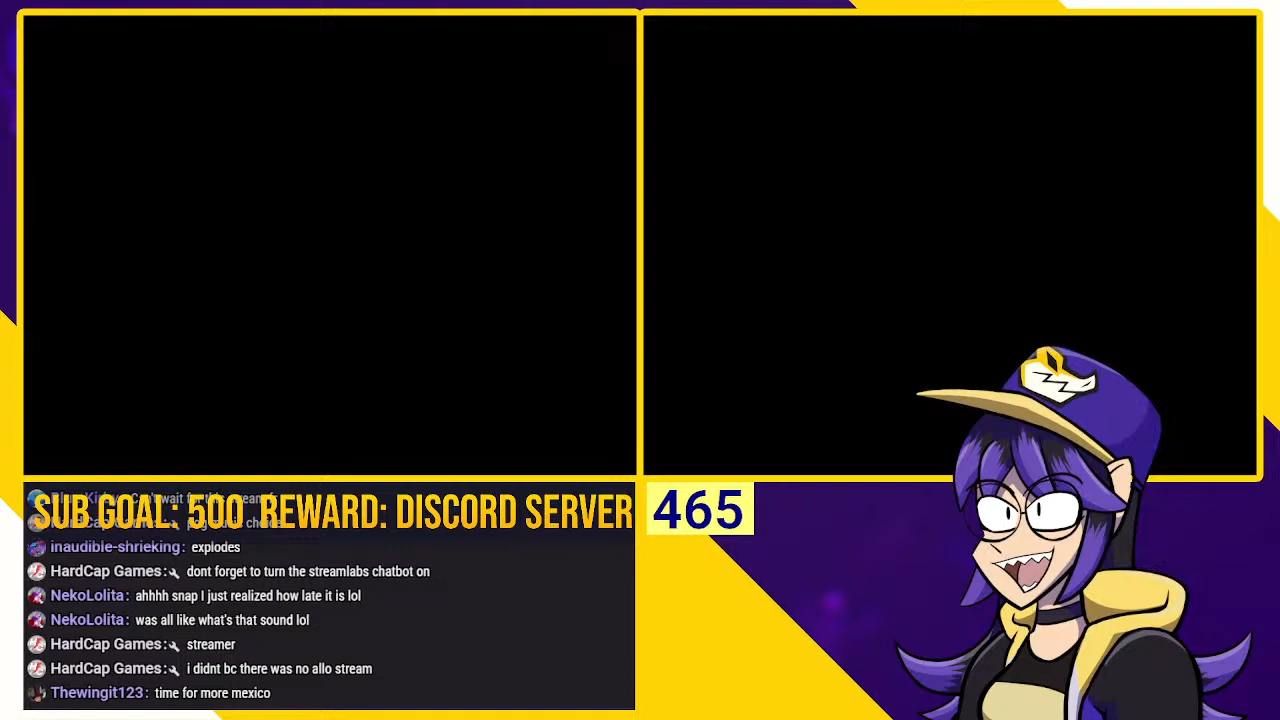 SUB GOAL: 500 REWARD: DISCORD SERVER 465
inaudible-shrieking: explodes
HardCap Games: dont forget to turn the streamlabs chatbot on
NekoLolita: ahhhh snap I just realized how late it is lol
NekoLolita: was all like what's that sound lol
HardCap Games: streamer
HardCap Games: i didnt bc there was no allo stream
Thewingit123: time for more mexico